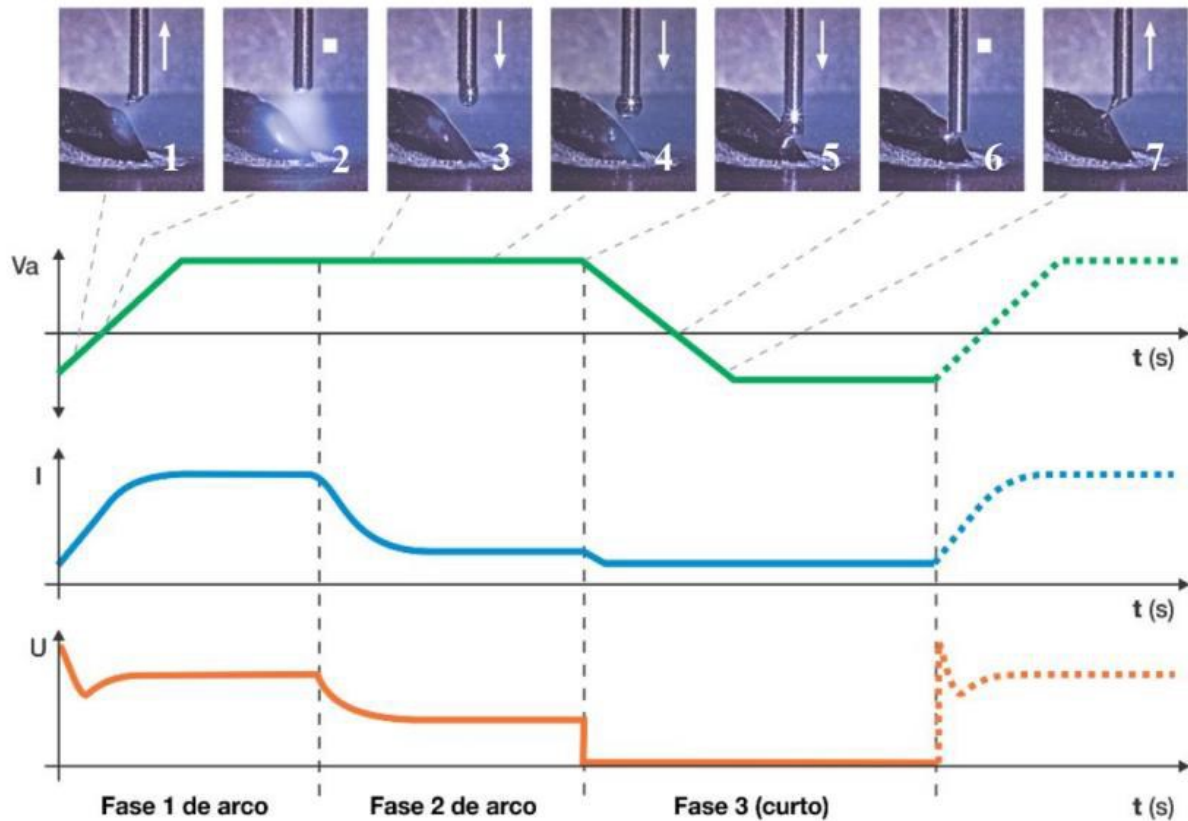 1 2 3 4 5 6 7
Va
t (s)
I
t (s)
U
Fase 1 de arco Fase 2 de arco Fase 3 (curto) t (s)